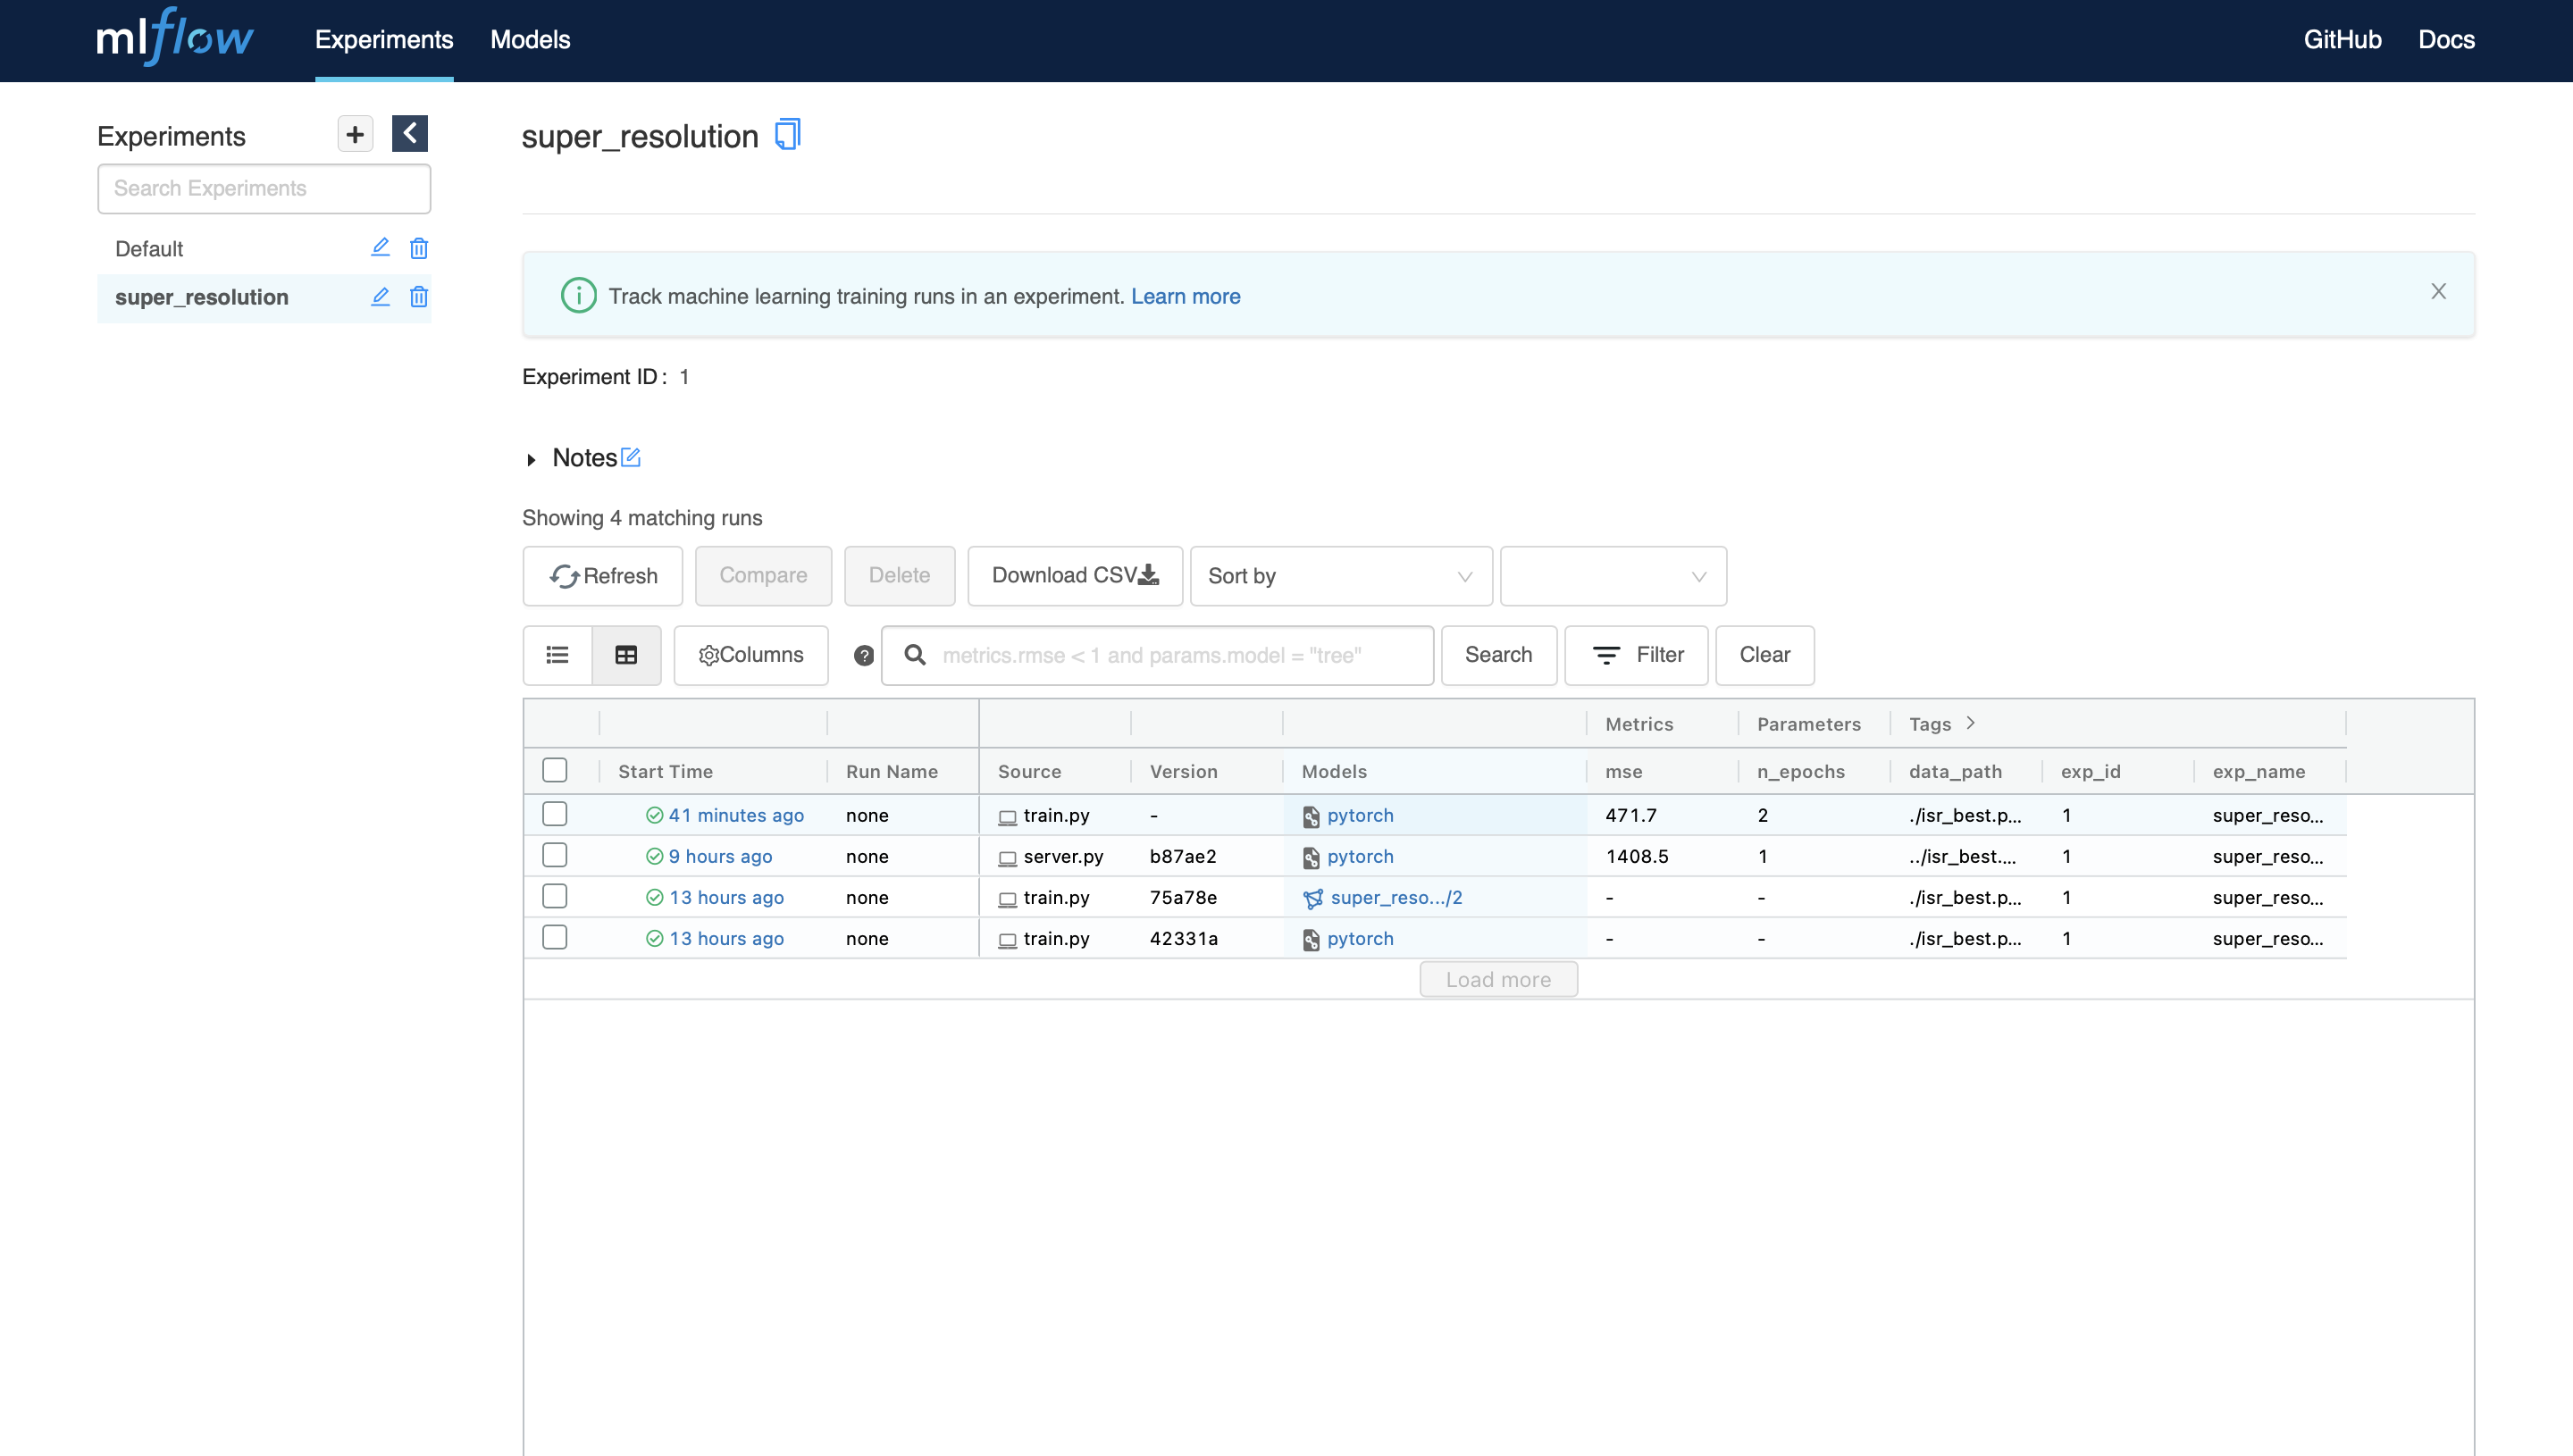 mlflow Experiments Models GitHub Docs
Experiments
Search Experiments
Default
super_resolution
super_resolution
Track machine learning training runs in an experiment. Learn more
Experiment ID: 1
Notes
Showing 4 matching runs
Refresh Compare Delete Download CSV Sort by
Columns ? metrics.rmse < 1 and params.model = "tree" Search Filter Clear
Metrics Parameters Tags >
Start Time Run Name Source Version Models mse n_epochs data_path exp_id exp_name
41 minutes ago none train.py - pytorch 471.7 2 ./isr_best.p... 1 super_reso...
9 hours ago none server.py b87ae2 pytorch 1408.5 1 ../isr_best.... 1 super_reso...
13 hours ago none train.py 75a78e super_reso.../2 - - ./isr_best.p... 1 super_reso...
13 hours ago none train.py 42331a pytorch - - ./isr_best.p... 1 super_reso...
Load more